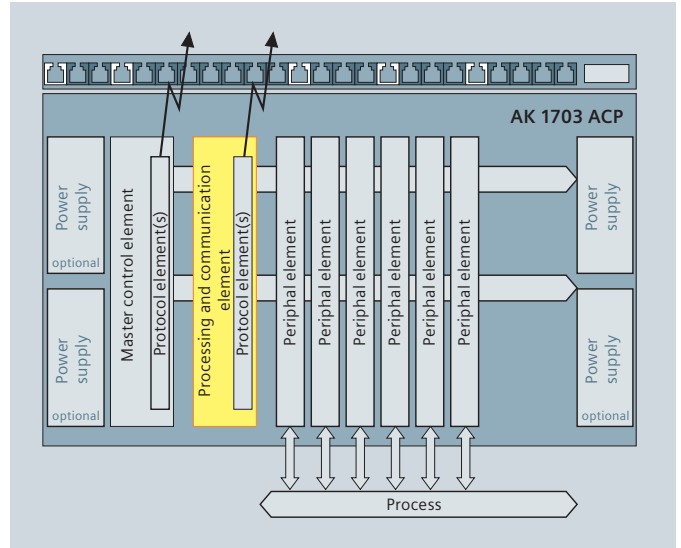 AK 1703 ACP
Power
supply
optional
Power
supply
optional
Master control element
Protocol element(s)
Processing and communication
element
Protocol element(s)
Periphal element
Periphal element
Periphal element
Periphal element
Periphal element
Periphal element
Power
supply
Power
supply
optional
Process